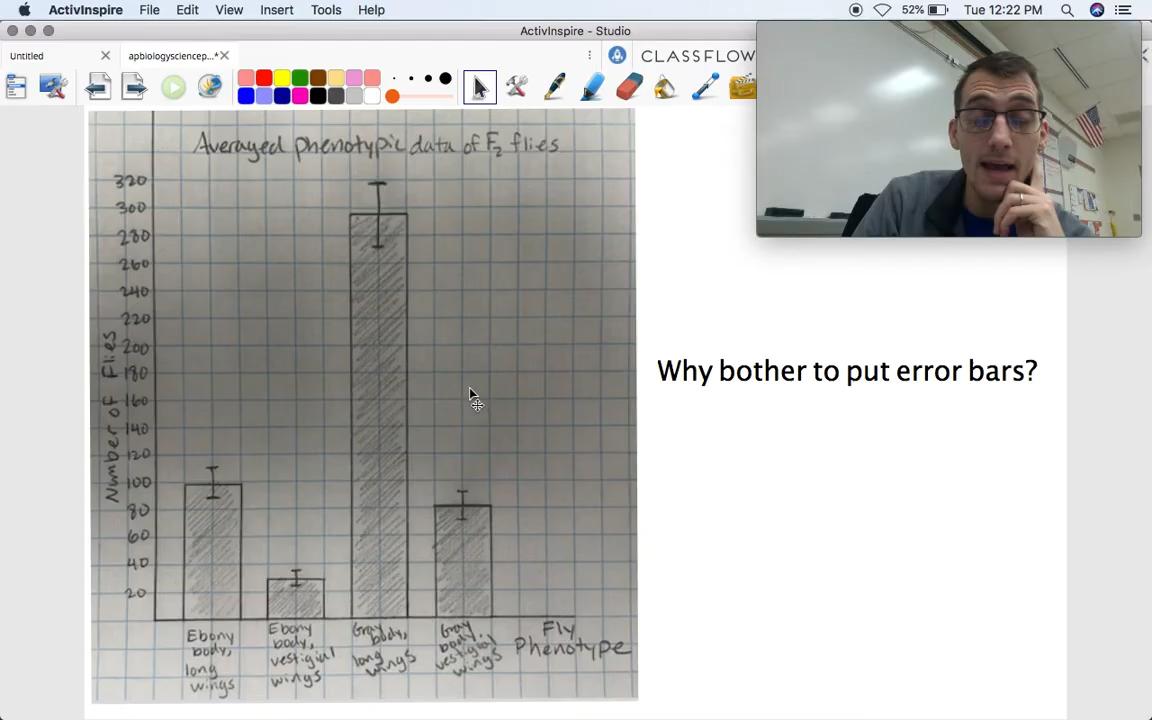 ActivInspire File Edit View Insert Tools Help 52% Tue 12:22 PM
ActivInspire - Studio
Untitled apbiologysciencep...*
CLASSFLOW
Averaged phenotypic data of F2 flies
Number of Flies
320
300
280
260
240
220
200
180
160
140
120
100
80
60
40
20
Ebony
body,
long
wings
Ebony
body,
vestigial
wings
Gray
body,
long
wings
Gray
body,
vestigial
wings
Fly
Phenotype
Why bother to put error bars?